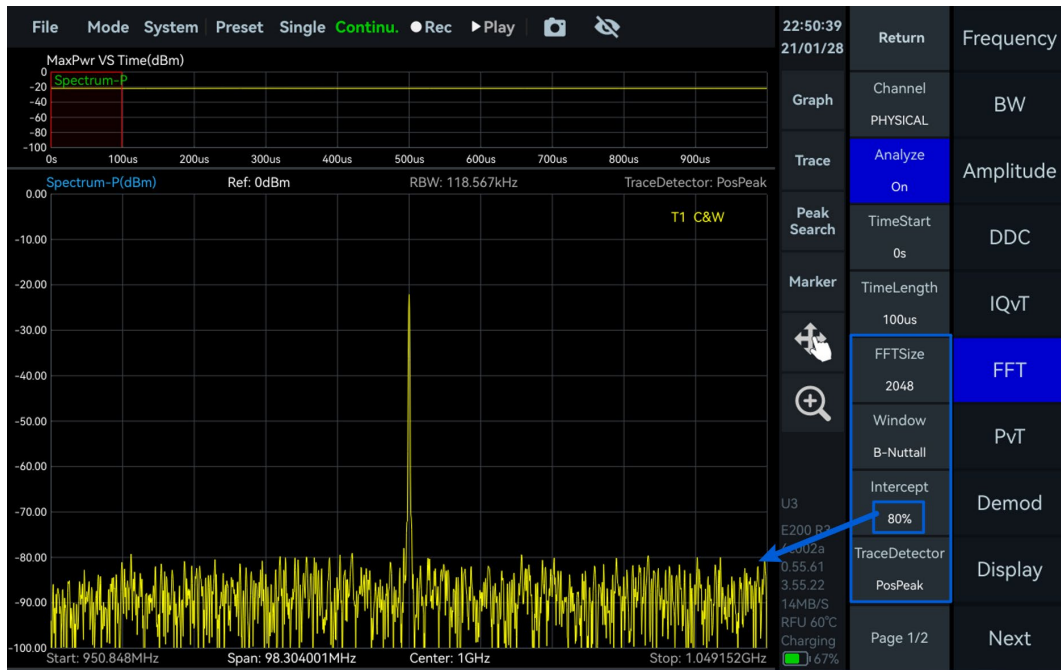 File Mode System Preset Single Continu. Rec Play
22:50:39
21/01/28
MaxPwr VS Time(dBm)
Spectrum-P
0
-20
-40
-60
-80
-100
0s 100us 200us 300us 400us 500us 600us 700us 800us 900us
Spectrum-P(dBm) Ref: 0dBm RBW: 118.567kHz TraceDetector: PosPeak
T1 C&W
0.00
-10.00
-20.00
-30.00
-40.00
-50.00
-60.00
-70.00
-80.00
-90.00
-100.00
Start: 950.848MHz Span: 98.304001MHz Center: 1GHz Stop: 1.049152GHz
Graph
Trace
Peak
Search
Marker
U3
E200 R3
0.55.61
3.55.22
14MB/S
RFU 60℃
Charging
67%
Return
Channel
PHYSICAL
Analyze
On
TimeStart
0s
TimeLength
100us
FFTSize
2048
Window
B-Nuttall
Intercept
80%
TraceDetector
PosPeak
Page 1/2
Frequency
BW
Amplitude
DDC
IQvT
FFT
PvT
Demod
Display
Next